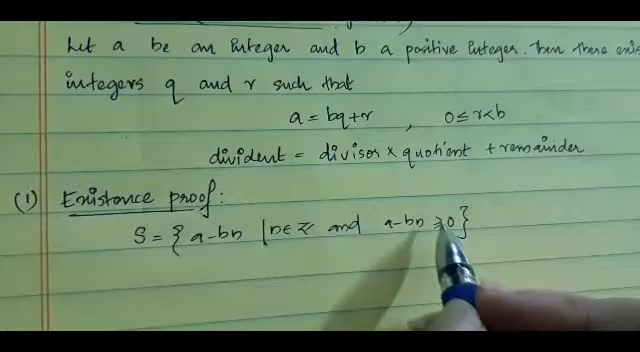 Let a be an integer and b a positive integer. Then there
integers q and r such that
a = bq+r , 0 ≤ r < b
divident = divisor × quotient + remainder
(1) Existance proof:
S = { a-bn | n∈ℤ and a-bn ≥0}